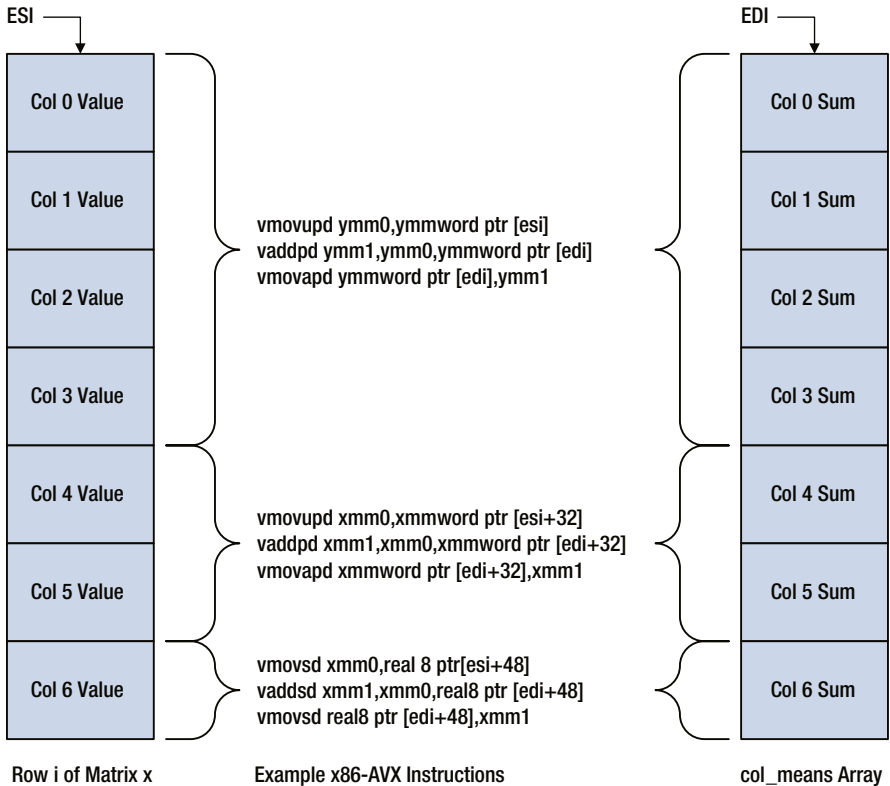 ESI
EDI
Col 0 Value
Col 1 Value
Col 2 Value
Col 3 Value
Col 4 Value
Col 5 Value
Col 6 Value
vmovupd ymm0,ymmword ptr [esi]
vaddpd ymm1,ymm0,ymmword ptr [edi]
vmovapd ymmword ptr [edi],ymm1
vmovupd xmm0,xmmword ptr [esi+32]
vaddpd xmm1,xmm0,xmmword ptr [edi+32]
vmovapd xmmword ptr [edi+32],xmm1
vmovsd xmm0,real 8 ptr[esi+48]
vaddsd xmm1,xmm0,real8 ptr [edi+48]
vmovsd real8 ptr [edi+48],xmm1
Col 0 Sum
Col 1 Sum
Col 2 Sum
Col 3 Sum
Col 4 Sum
Col 5 Sum
Col 6 Sum
Row i of Matrix x
Example x86-AVX Instructions
col_means Array